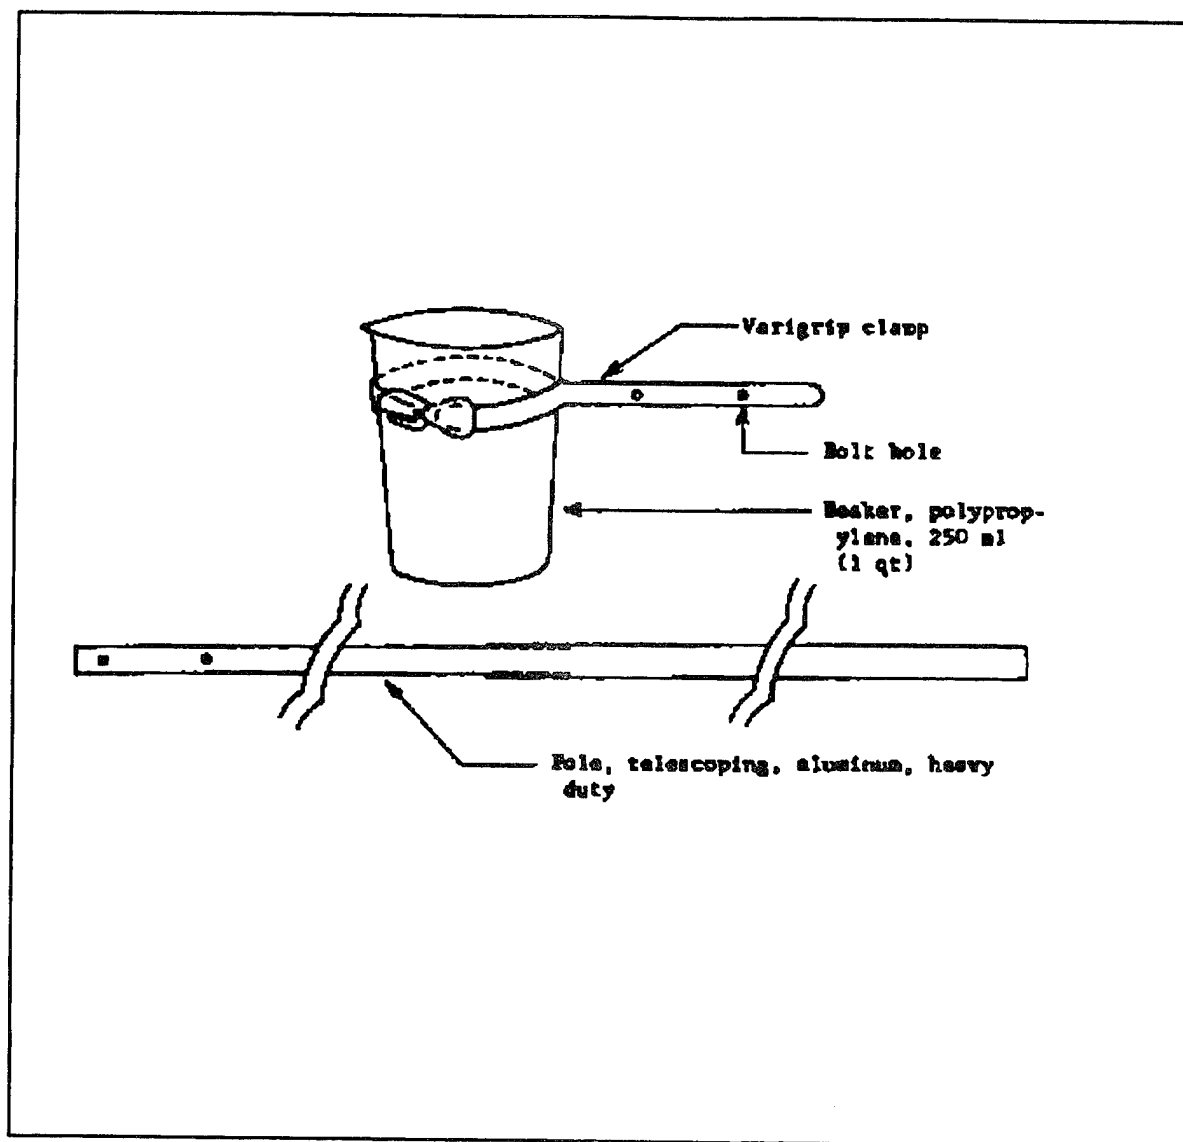 Varigrip clamp
Bolt hole
Beaker, polyprop-
ylene, 250 ml
(1 qt)
Pole, telescoping, aluminum, heavy
duty